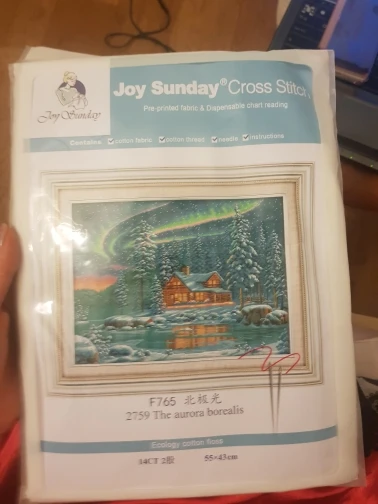 Joy Sunday® Cross Stitch
Pre-printed fabric & Dispensable chart reading
Joy Sunday
Contains cotton fabric cotton thread needle instructions
F765 北极光
2759 The aurora borealis
Ecology cotton floss
14CT 2股 55×43cm